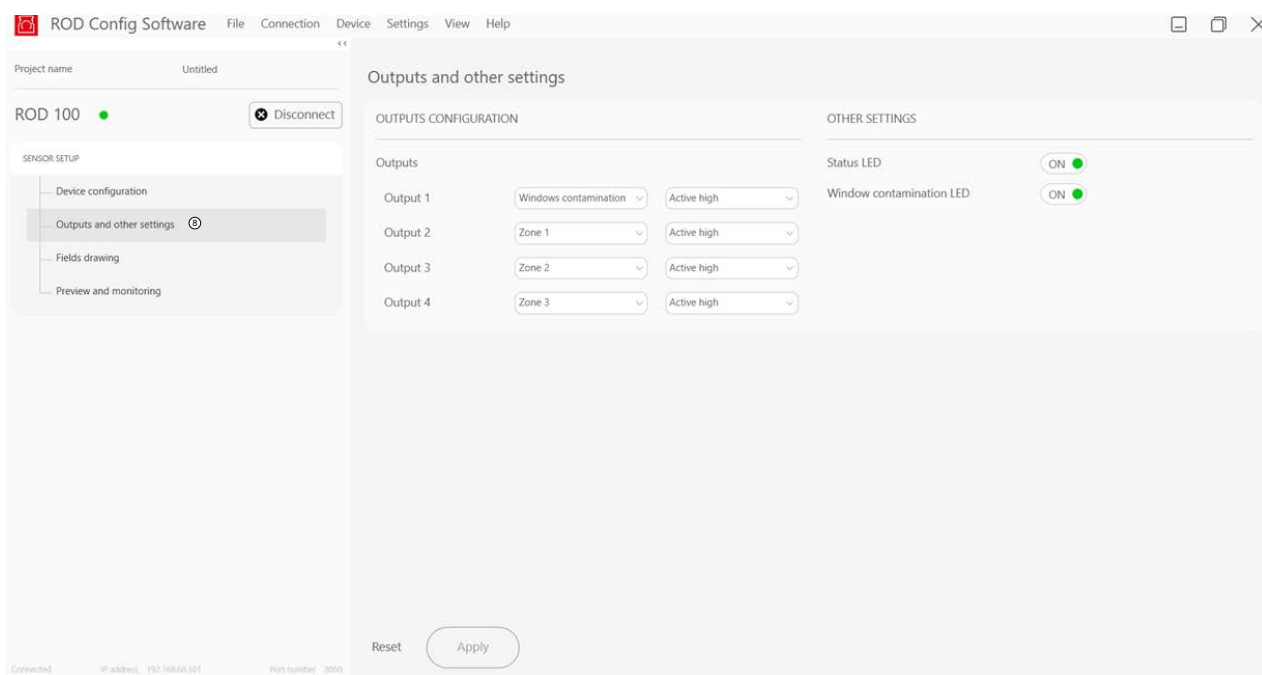 ROD Config Software File Connection Device Settings View Help
<<
Project name Untitled
ROD 100 Disconnect
SENSOR SETUP
Device configuration
Outputs and other settings ⑧
Fields drawing
Preview and monitoring
Connected IP address 192.168.60.101 Port number 3050
Outputs and other settings
OUTPUTS CONFIGURATION
Outputs
Output 1 Windows contamination Active high
Output 2 Zone 1 Active high
Output 3 Zone 2 Active high
Output 4 Zone 3 Active high
OTHER SETTINGS
Status LED ON
Window contamination LED ON
Reset Apply